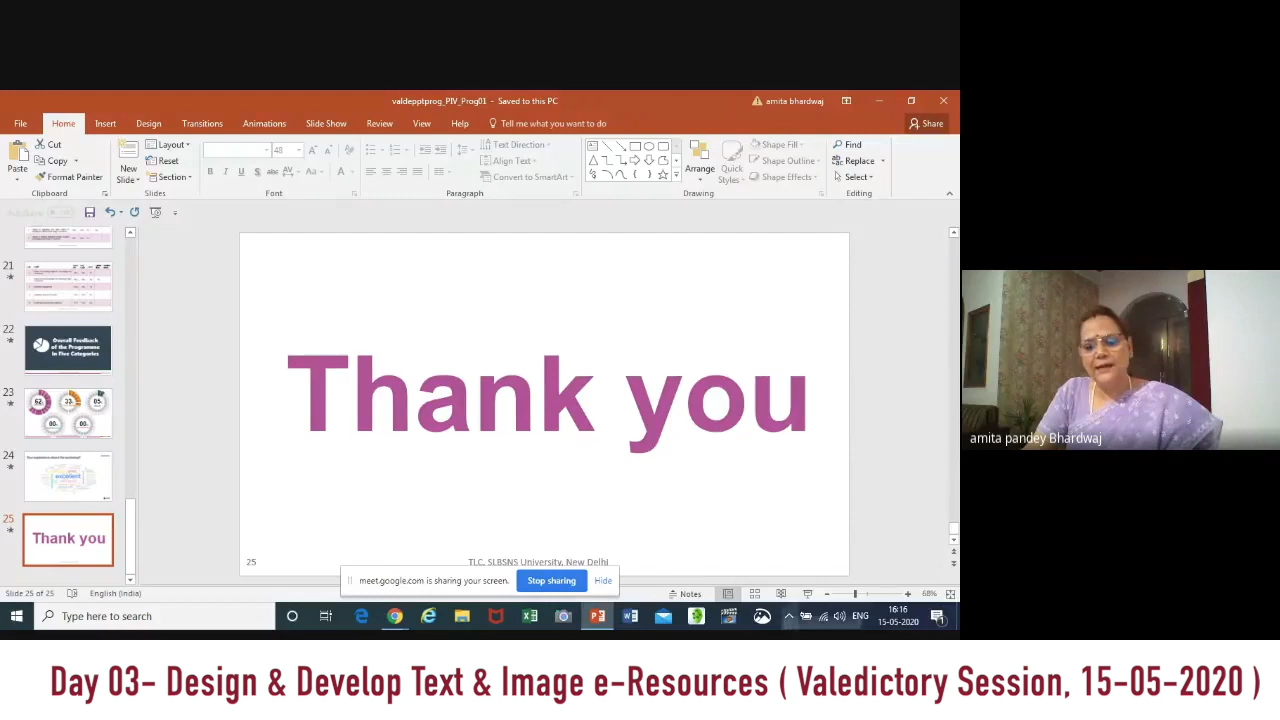 valdepptprog_PIV_Prog01 - Saved to this PC
amita bhardwaj
File Home Insert Design Transitions Animations Slide Show Review View Help Tell me what you want to do Share
Cut
Copy
Format Painter
Paste
Clipboard
New Slide
Layout
Reset
Section
Slides
48
B I U S abc AV Aa A
Font
Paragraph
Text Direction
Align Text
Convert to SmartArt
Arrange
Quick Styles
Shape Fill
Shape Outline
Shape Effects
Drawing
Find
Replace
Select
Editing
21
22
Overall Feedback
of the Programme
in Five Categories
23
24
excellent
25
Thank you
Thank you
25
TLC, SLBSNS University, New Delhi
meet.google.com is sharing your screen. Stop sharing Hide
Slide 25 of 25 English (India) Notes 68%
Type here to search
ENG
16:16
15-05-2020
amita pandey Bhardwaj
Day 03- Design & Develop Text & Image e-Resources ( Valedictory Session, 15-05-2020 )